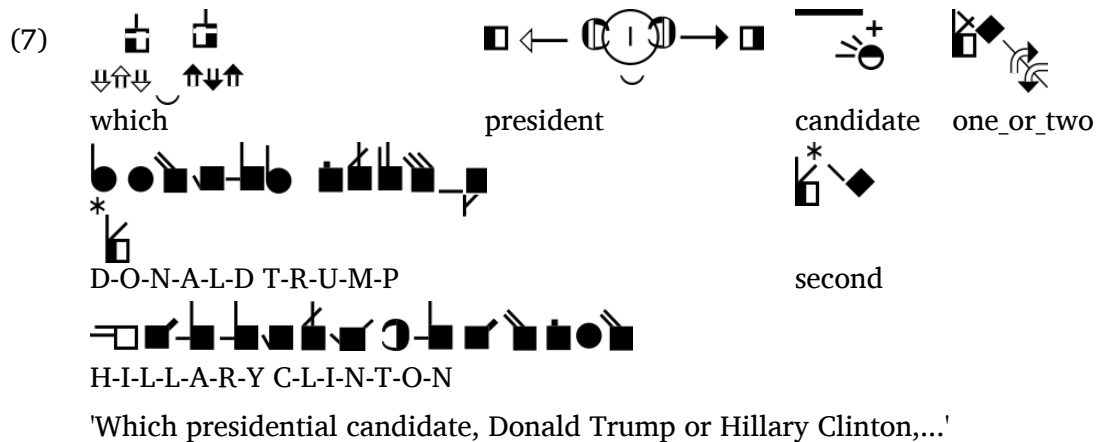 (7)
which president candidate one_or_two
D-O-N-A-L-D T-R-U-M-P second
H-I-L-L-A-R-Y C-L-I-N-T-O-N
'Which presidential candidate, Donald Trump or Hillary Clinton,...'